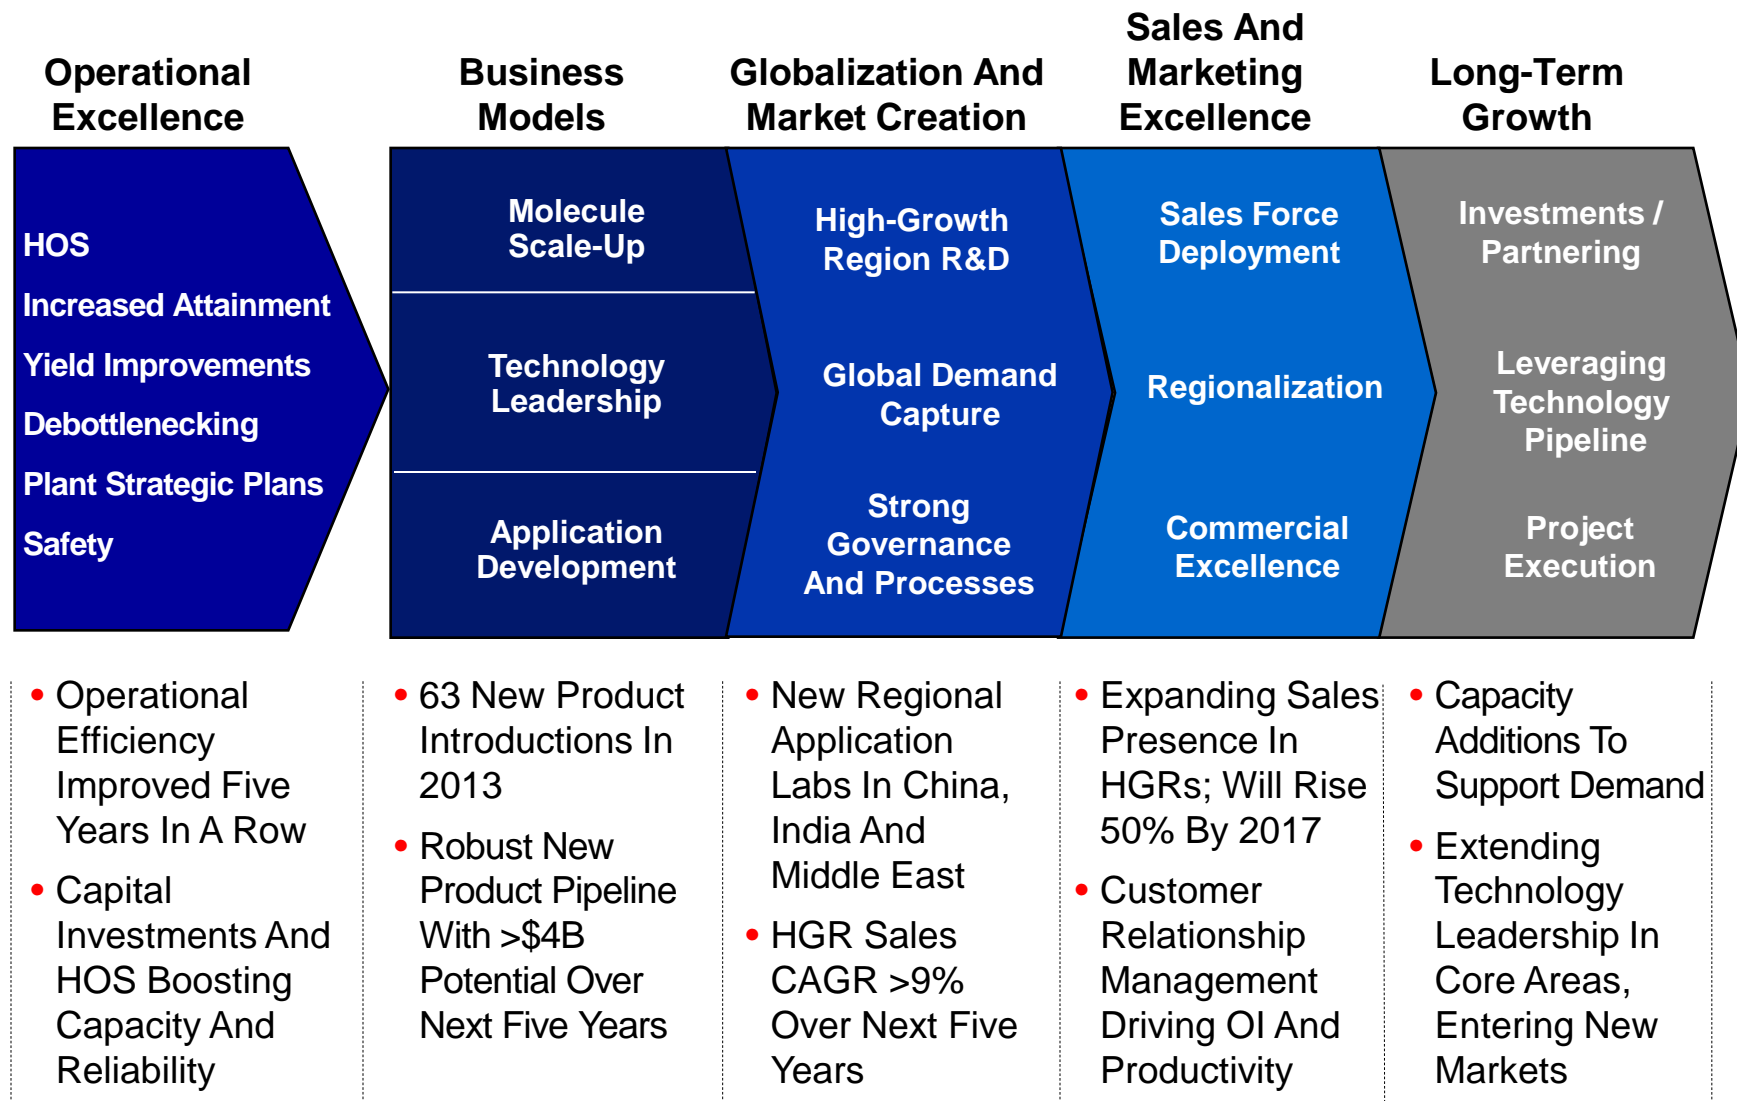 Operational
Excellence
Business
Models
Globalization And
Market Creation
Sales And
Marketing
Excellence
Long-Term
Growth
HOS
Increased Attainment
Yield Improvements
Debottlenecking
Plant Strategic Plans
Safety
Molecule
Scale-Up
Technology
Leadership
Application
Development
High-Growth
Region R&D
Global Demand
Capture
Strong
Governance
And Processes
Sales Force
Deployment
Regionalization
Commercial
Excellence
Investments /
Partnering
Leveraging
Technology
Pipeline
Project
Execution
• Operational
Efficiency
Improved Five
Years In A Row
• Capital
Investments And
HOS Boosting
Capacity And
Reliability
• 63 New Product
Introductions In
2013
• Robust New
Product Pipeline
With >$4B
Potential Over
Next Five Years
• New Regional
Application
Labs In China,
India And
Middle East
• HGR Sales
CAGR >9%
Over Next Five
Years
• Expanding Sales
Presence In
HGRs; Will Rise
50% By 2017
• Customer
Relationship
Management
Driving OI And
Productivity
• Capacity
Additions To
Support Demand
• Extending
Technology
Leadership In
Core Areas,
Entering New
Markets